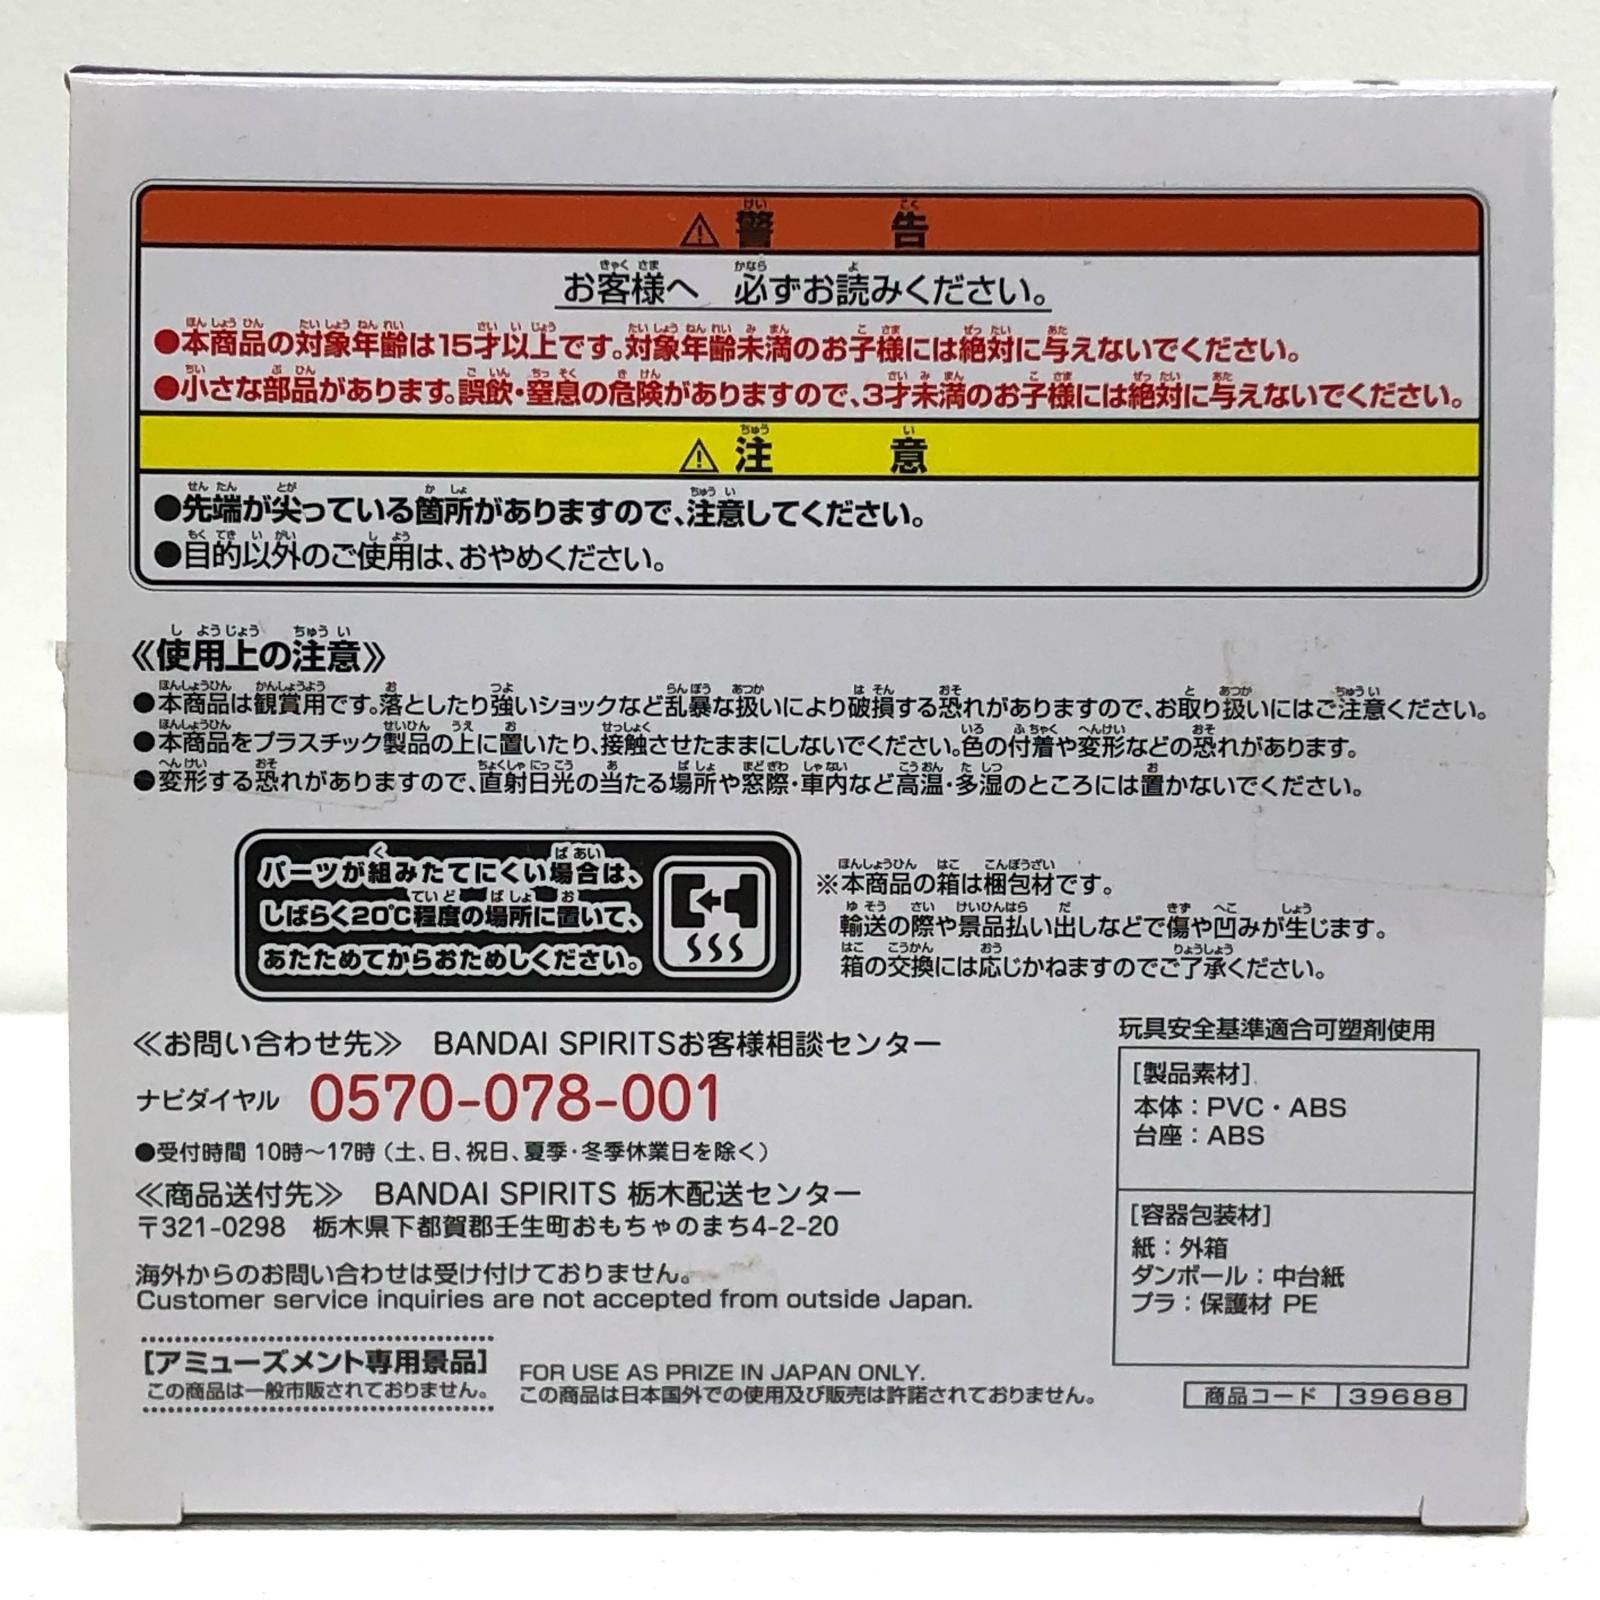 ⚠警告
お客様へ 必ずお読みください。
●本商品の対象年齢は15才以上です。対象年齢未満のお子様には絶対に与えないでください。
●小さな部品があります。誤飲・窒息の危険がありますので、3才未満のお子様には絶対に与えないでください。
⚠注意
●先端が尖っている箇所がありますので、注意してください。
●目的以外のご使用は、おやめください。
≪使用上の注意≫
●本商品は観賞用です。落としたり強いショックなど乱暴な扱いにより破損する恐れがありますので、お取り扱いにはご注意ください。
●本商品をプラスチック製品の上に置いたり、接触させたままにしないでください。色の付着や変形などの恐れがあります。
●変形する恐れがありますので、直射日光の当たる場所や窓際・車内など高温・多湿のところには置かないでください。
パーツが組みたてにくい場合は、
しばらく20℃程度の場所に置いて、
あたためてからおためしください。
※本商品の箱は梱包材です。
輸送の際や景品払い出しなどで傷や凹みが生じます。
箱の交換には応じかねますのでご了承ください。
≪お問い合わせ先≫ BANDAI SPIRITSお客様相談センター
ナビダイヤル 0570-078-001
●受付時間 10時～17時（土、日、祝日、夏季・冬季休業日を除く）
≪商品送付先≫ BANDAI SPIRITS 栃木配送センター
〒321-0298 栃木県下都賀郡壬生町おもちゃのまち4-2-20
海外からのお問い合わせは受け付けておりません。
Customer service inquiries are not accepted from outside Japan.
[アミューズメント専用景品]
この商品は一般市販されておりません。
FOR USE AS PRIZE IN JAPAN ONLY.
この商品は日本国外での使用及び販売は許諾されておりません。
玩具安全基準適合可塑剤使用
[製品素材]
本体：PVC・ABS
台座：ABS
[容器包装材]
紙：外箱
ダンボール：中台紙
プラ：保護材 PE
商品コード 39688